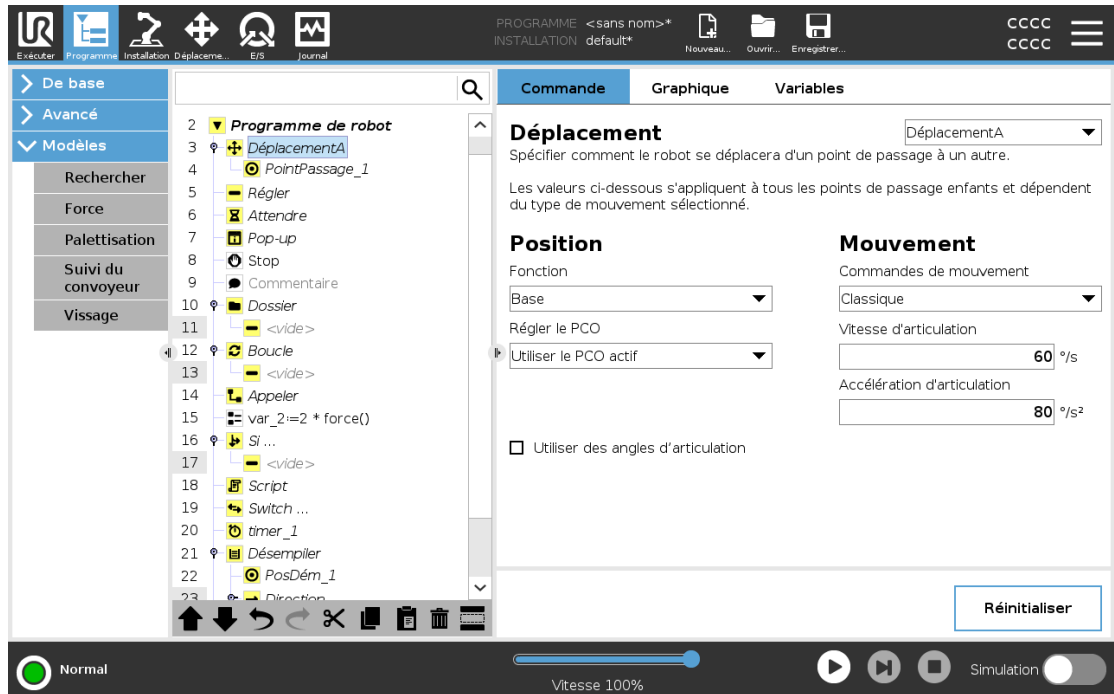 PROGRAMME <sans nom>*
INSTALLATION default*
Exécuter
Programme
Installation
Déplaceme...
E/S
Journal
Nouveau...
Ouvrir...
Enregistrer...
CCCC
CCCC
De base
Avancé
Modèles
Rechercher
Force
Palettisation
Suivi du
convoyeur
Vissage
2 Programme de robot
3 DéplacementA
4 PointPassage_1
5 Régler
6 Attendre
7 Pop-up
8 Stop
9 Commentaire
10 Dossier
11 <vide>
12 Boucle
13 <vide>
14 Appeler
15 var_2:=2 * force()
16 Si ...
17 <vide>
18 Script
19 Switch ...
20 timer_1
21 Désempiler
22 PosDém_1
23 Direction
Commande
Graphique
Variables
Déplacement
DéplacementA
Spécifier comment le robot se déplacera d'un point de passage à un autre.
Les valeurs ci-dessous s'appliquent à tous les points de passage enfants et dépendent
du type de mouvement sélectionné.
Position
Fonction
Base
Régler le PCO
Utiliser le PCO actif
Utiliser des angles d'articulation
Mouvement
Commandes de mouvement
Classique
Vitesse d'articulation
60 °/s
Accélération d'articulation
80 °/s²
Réinitialiser
Normal
Vitesse 100%
Simulation